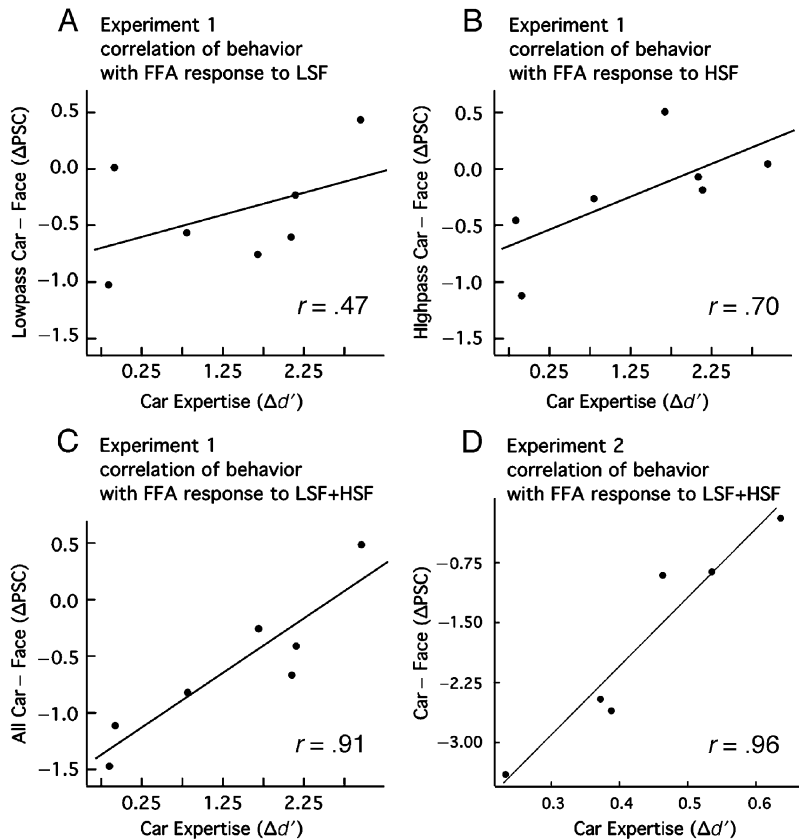 A
Experiment 1
correlation of behavior
with FFA response to LSF
Lowpass Car – Face (ΔPSC)
0.5
0.0
−0.5
−1.0
−1.5
r = .47
0.25 1.25 2.25
Car Expertise (Δd′)
B
Experiment 1
correlation of behavior
with FFA response to HSF
HIghpass Car – Face (ΔPSC)
0.5
0.0
−0.5
−1.0
−1.5
r = .70
0.25 1.25 2.25
Car Expertise (Δd′)
C
Experiment 1
correlation of behavior
with FFA response to LSF+HSF
All Car – Face (ΔPSC)
0.5
0.0
−0.5
−1.0
−1.5
r = .91
0.25 1.25 2.25
Car Expertise (Δd′)
D
Experiment 2
correlation of behavior
with FFA response to LSF+HSF
Car – Face (ΔPSC)
−0.75
−1.50
−2.25
−3.00
r = .96
0.3 0.4 0.5 0.6
Car Expertise (Δd′)